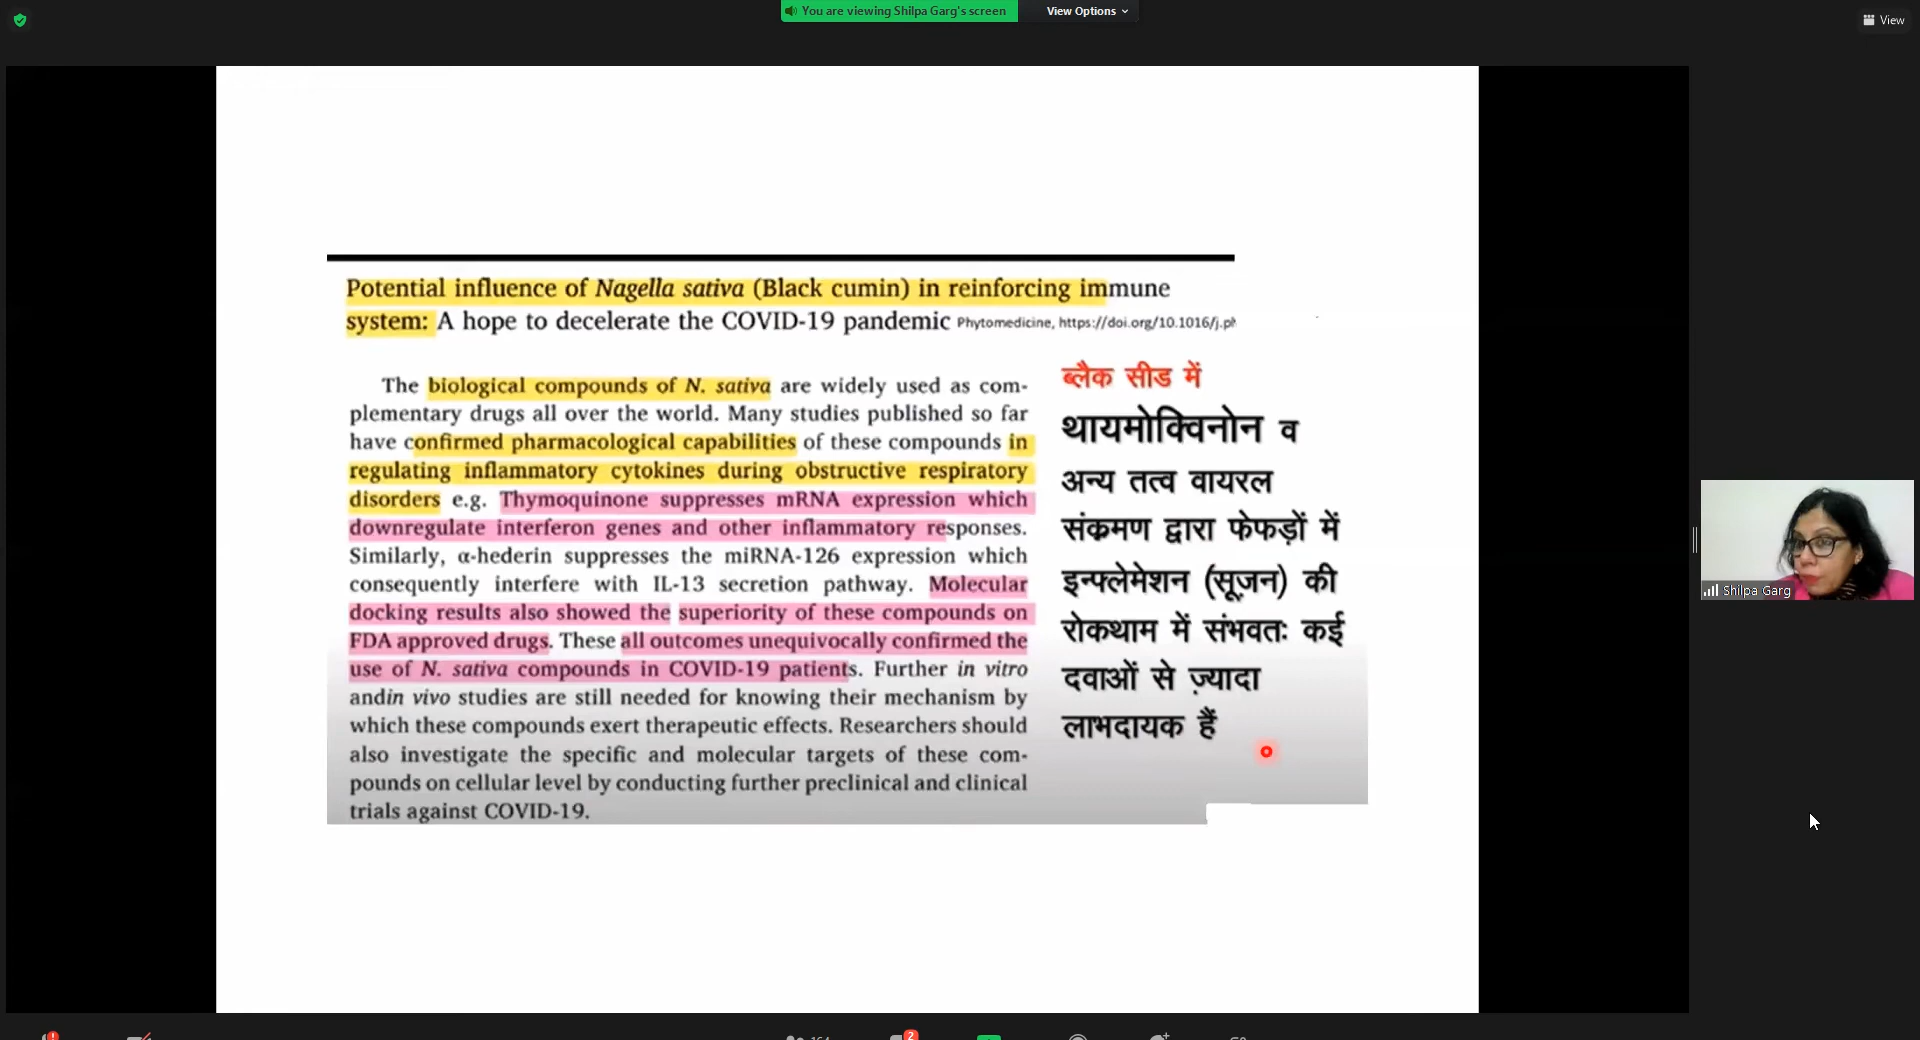 You are viewing Shilpa Garg's screen
View Options
View
Potential influence of Nagella sativa (Black cumin) in reinforcing immune
system: A hope to decelerate the COVID-19 pandemic Phytomedicine, https://doi.org/10.1016/j.ph
The biological compounds of N. sativa are widely used as com-
plementary drugs all over the world. Many studies published so far
have confirmed pharmacological capabilities of these compounds in
regulating inflammatory cytokines during obstructive respiratory
disorders e.g. Thymoquinone suppresses mRNA expression which
downregulate interferon genes and other inflammatory responses.
Similarly, α-hederin suppresses the miRNA-126 expression which
consequently interfere with IL-13 secretion pathway. Molecular
docking results also showed the superiority of these compounds on
FDA approved drugs. These all outcomes unequivocally confirmed the
use of N. sativa compounds in COVID-19 patients. Further in vitro
andin vivo studies are still needed for knowing their mechanism by
which these compounds exert therapeutic effects. Researchers should
also investigate the specific and molecular targets of these com-
pounds on cellular level by conducting further preclinical and clinical
trials against COVID-19.
ब्लैक सीड में
थायमोक्विनोन व
अन्य तत्व वायरल
संक्रमण द्वारा फेफड़ों में
इन्फ्लेमेशन (सूज़न) की
रोकथाम में संभवतः कई
दवाओं से ज़्यादा
लाभदायक हैं
Shilpa Garg
2